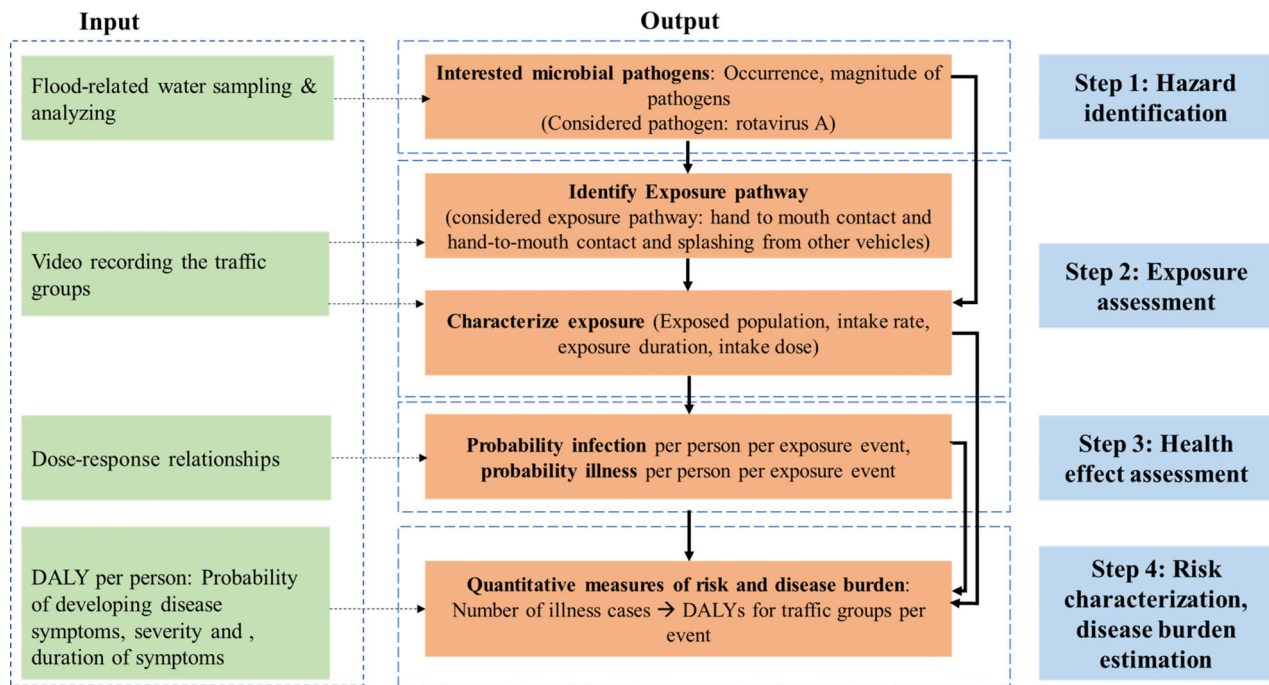 Input
Output
Flood-related water sampling &
analyzing
Interested microbial pathogens: Occurrence, magnitude of
pathogens
(Considered pathogen: rotavirus A)
Step 1: Hazard
identification
Video recording the traffic
groups
Identify Exposure pathway
(considered exposure pathway: hand to mouth contact and
hand-to-mouth contact and splashing from other vehicles)
Characterize exposure (Exposed population, intake rate,
exposure duration, intake dose)
Step 2: Exposure
assessment
Dose-response relationships
Probability infection per person per exposure event,
probability illness per person per exposure event
Step 3: Health
effect assessment
DALY per person: Probability
of developing disease
symptoms, severity and ,
duration of symptoms
Quantitative measures of risk and disease burden:
Number of illness cases → DALYs for traffic groups per
event
Step 4: Risk
characterization,
disease burden
estimation